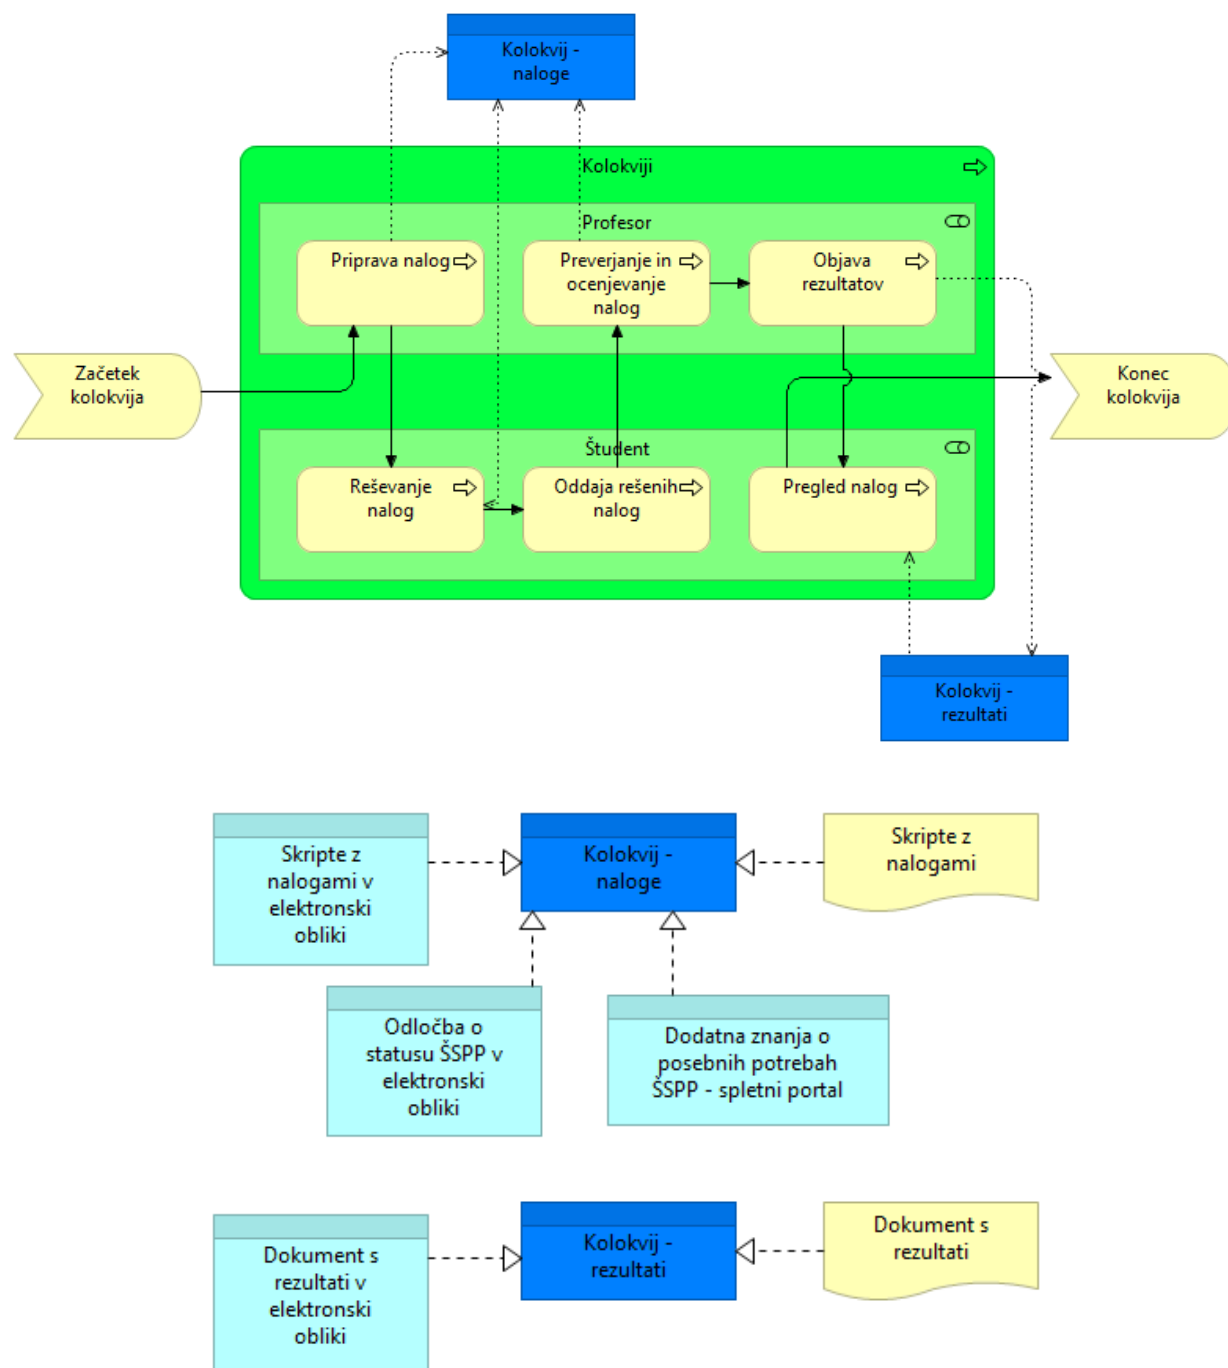 Kolokvij -
naloge
Kolokviji
Profesor
Priprava nalog
Preverjanje in
ocenjevanje
nalog
Objava
rezultatov
Začetek
kolokvija
Konec
kolokvija
Študent
Reševanje
nalog
Oddaja rešenih
nalog
Pregled nalog
Kolokvij -
rezultati
Skripte z
nalogami v
elektronski
obliki
Kolokvij -
naloge
Skripte z
nalogami
Odločba o
statusu ŠSPP v
elektronski
obliki
Dodatna znanja o
posebnih potrebah
ŠSPP - spletni portal
Dokument s
rezultati v
elektronski
obliki
Kolokvij -
rezultati
Dokument s
rezultati